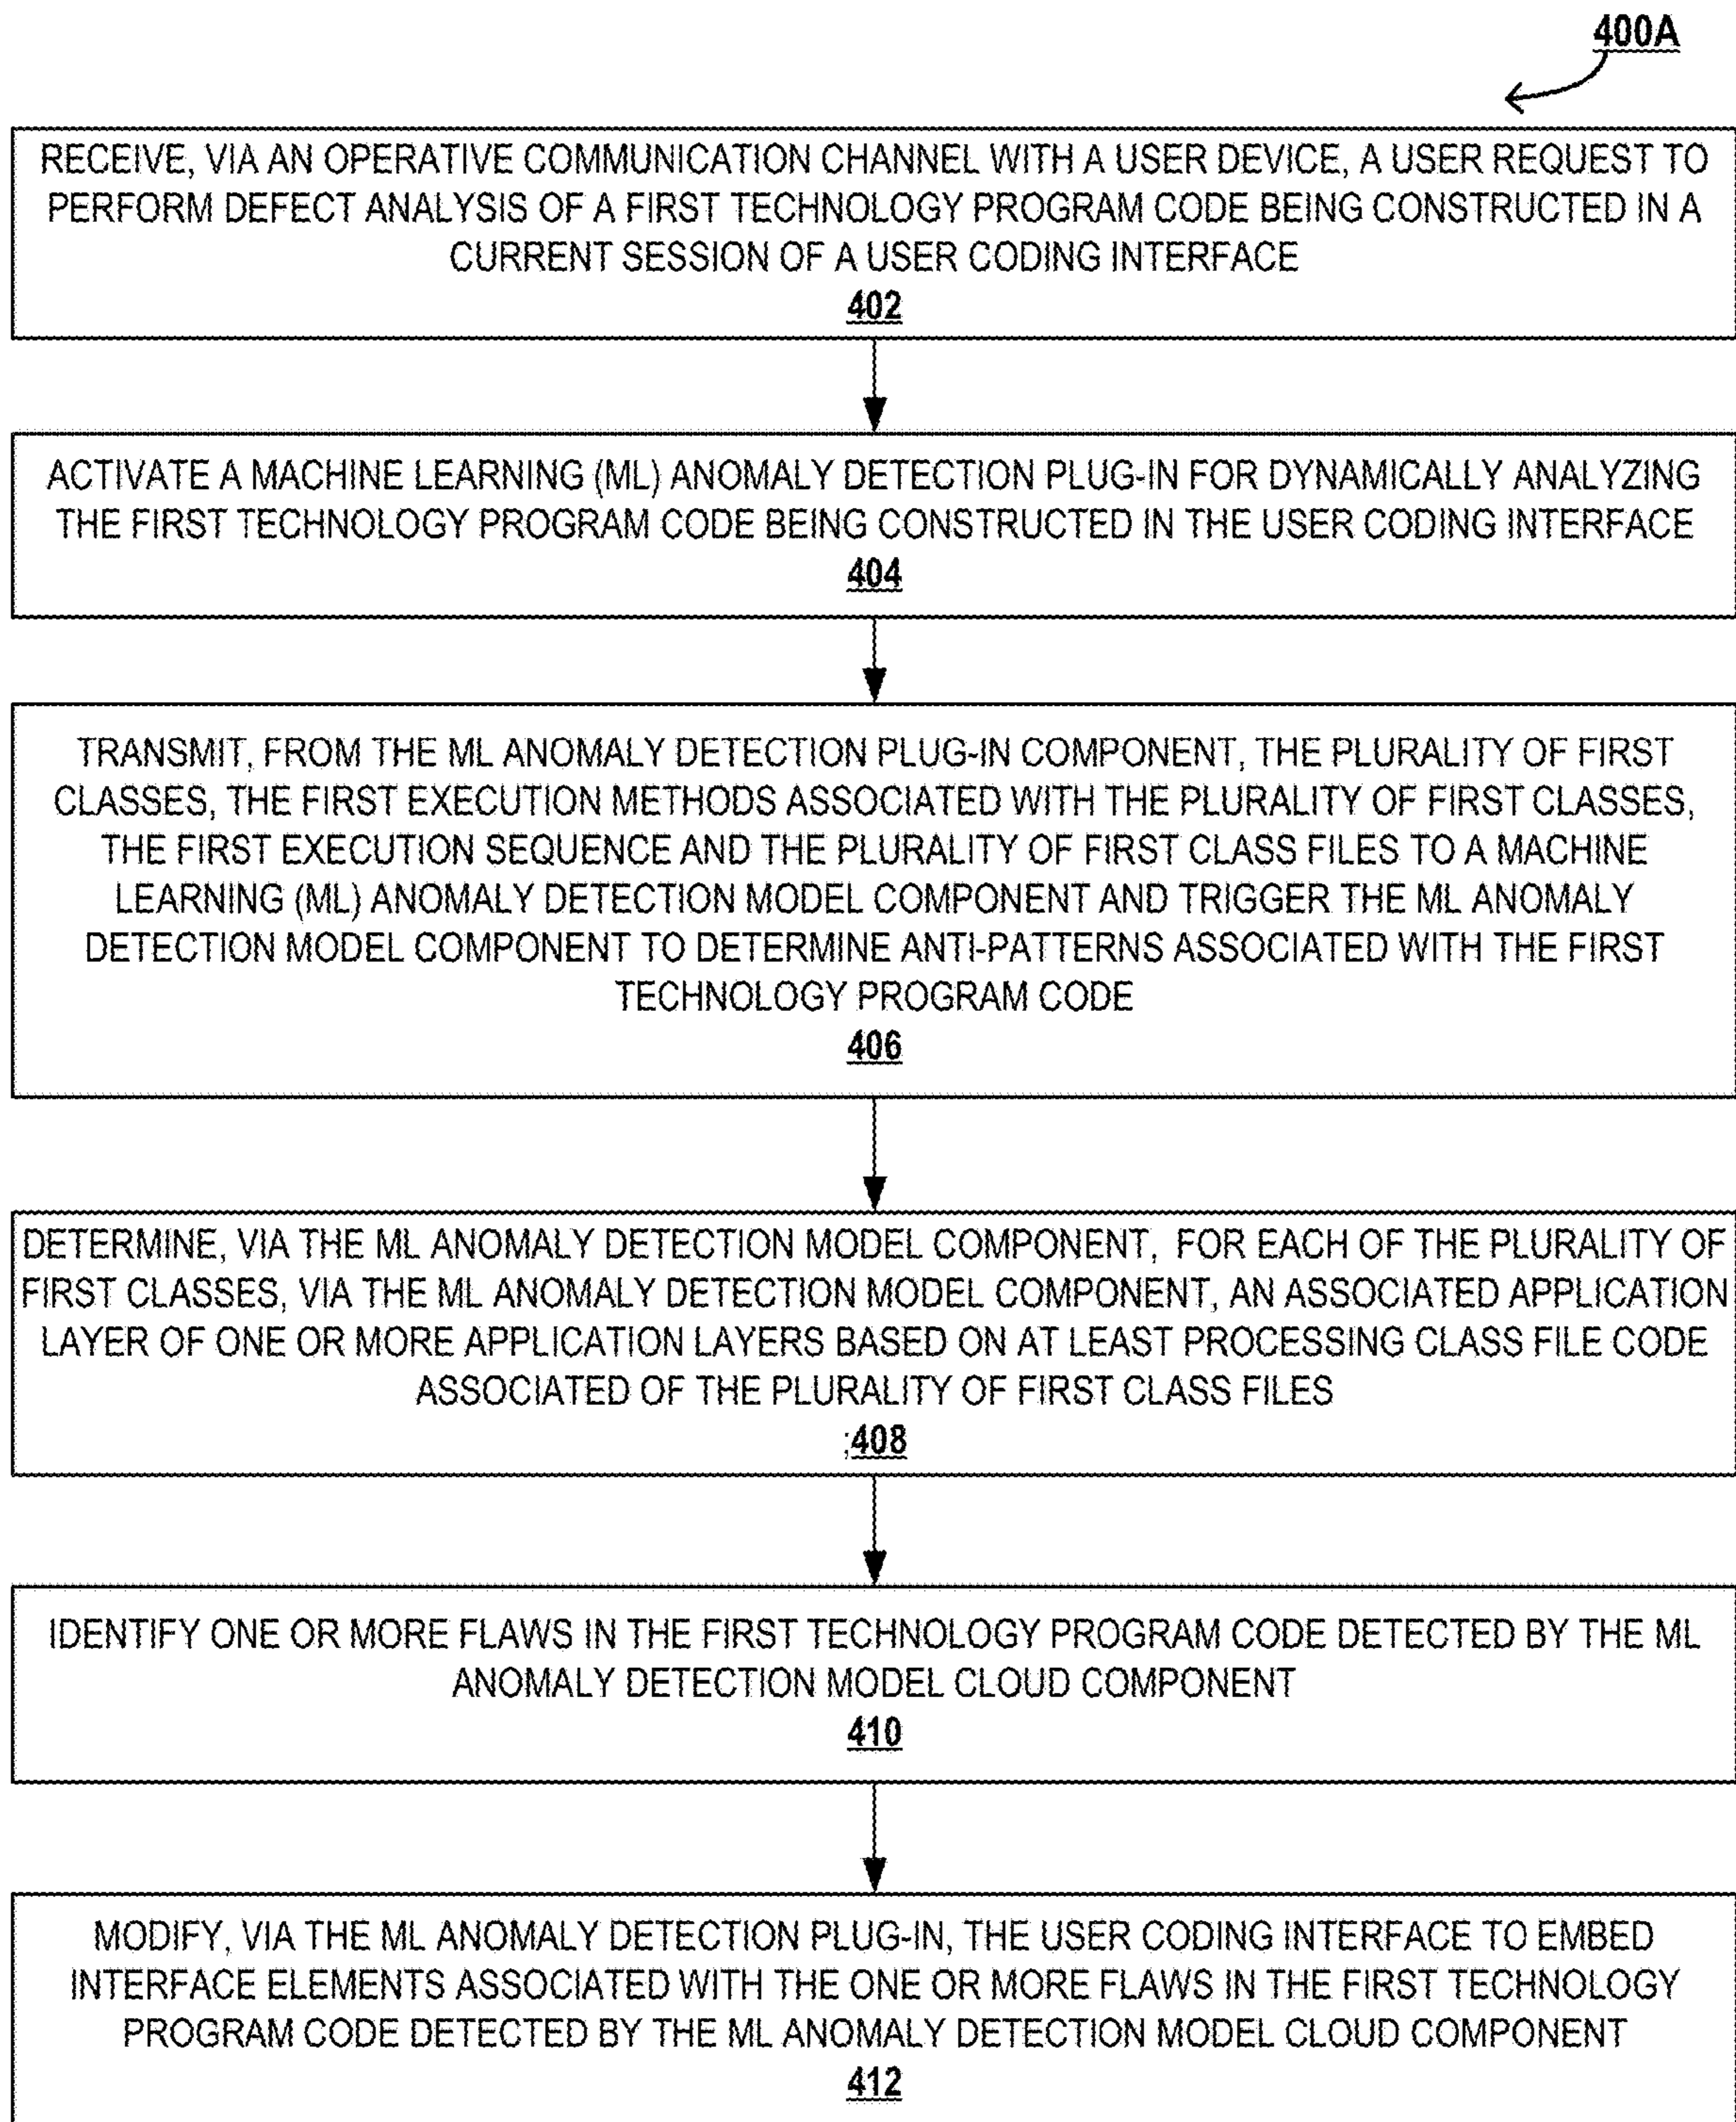 400A
RECEIVE, VIA AN OPERATIVE COMMUNICATION CHANNEL WITH A USER DEVICE, A USER REQUEST TO
PERFORM DEFECT ANALYSIS OF A FIRST TECHNOLOGY PROGRAM CODE BEING CONSTRUCTED IN A
CURRENT SESSION OF A USER CODING INTERFACE
402
ACTIVATE A MACHINE LEARNING (ML) ANOMALY DETECTION PLUG-IN FOR DYNAMICALLY ANALYZING
THE FIRST TECHNOLOGY PROGRAM CODE BEING CONSTRUCTED IN THE USER CODING INTERFACE
404
TRANSMIT, FROM THE ML ANOMALY DETECTION PLUG-IN COMPONENT, THE PLURALITY OF FIRST
CLASSES, THE FIRST EXECUTION METHODS ASSOCIATED WITH THE PLURALITY OF FIRST CLASSES,
THE FIRST EXECUTION SEQUENCE AND THE PLURALITY OF FIRST CLASS FILES TO A MACHINE
LEARNING (ML) ANOMALY DETECTION MODEL COMPONENT AND TRIGGER THE ML ANOMALY
DETECTION MODEL COMPONENT TO DETERMINE ANTI-PATTERNS ASSOCIATED WITH THE FIRST
TECHNOLOGY PROGRAM CODE
406
DETERMINE, VIA THE ML ANOMALY DETECTION MODEL COMPONENT, FOR EACH OF THE PLURALITY OF
FIRST CLASSES, VIA THE ML ANOMALY DETECTION MODEL COMPONENT, AN ASSOCIATED APPLICATION
LAYER OF ONE OR MORE APPLICATION LAYERS BASED ON AT LEAST PROCESSING CLASS FILE CODE
ASSOCIATED OF THE PLURALITY OF FIRST CLASS FILES
;408
IDENTIFY ONE OR MORE FLAWS IN THE FIRST TECHNOLOGY PROGRAM CODE DETECTED BY THE ML
ANOMALY DETECTION MODEL CLOUD COMPONENT
410
MODIFY, VIA THE ML ANOMALY DETECTION PLUG-IN, THE USER CODING INTERFACE TO EMBED
INTERFACE ELEMENTS ASSOCIATED WITH THE ONE OR MORE FLAWS IN THE FIRST TECHNOLOGY
PROGRAM CODE DETECTED BY THE ML ANOMALY DETECTION MODEL CLOUD COMPONENT
412